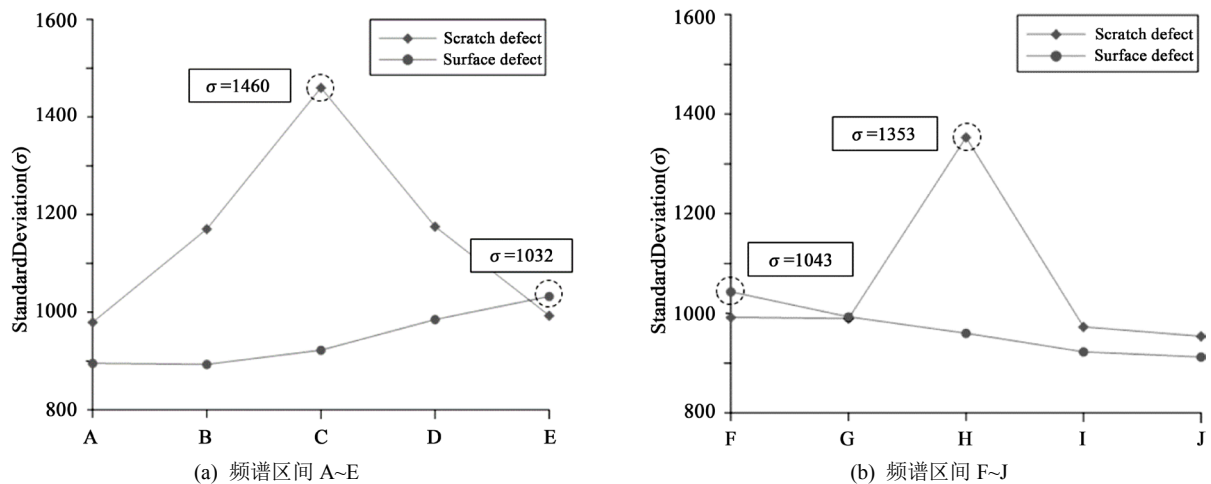 1600
1400
1200
1000
800
StandardDeviation(σ)
Scratch defect
Surface defect
σ=1460
σ=1032
A B C D E
(a) 频谱区间 A~E
1600
1400
1200
1000
800
StandardDeviation(σ)
Scratch defect
Surface defect
σ=1353
σ=1043
F G H I J
(b) 频谱区间 F~J